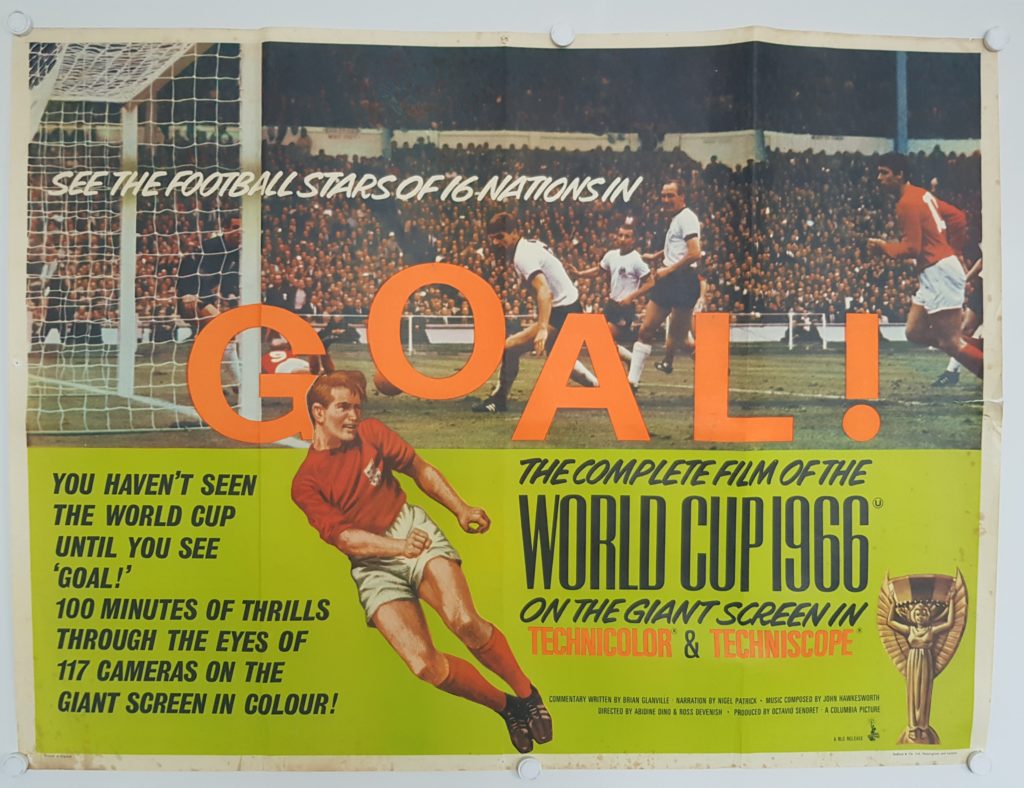 SEE THE FOOTBALL STARS OF 16 NATIONS IN
GOAL!
9
YOU HAVEN'T SEEN
THE WORLD CUP
UNTIL YOU SEE
'GOAL!'
100 MINUTES OF THRILLS
THROUGH THE EYES OF
117 CAMERAS ON THE
GIANT SCREEN IN COLOUR!
THE COMPLETE FILM OF THE
WORLD CUP 1966 U
ON THE GIANT SCREEN IN
TECHNICOLOR & TECHNISCOPE
COMMENTARY WRITTEN BY BRIAN GLANVILLE · NARRATION BY NIGEL PATRICK · MUSIC COMPOSED BY JOHN HAWKESWORTH
DIRECTED BY ABIDINE DINO & ROSS DEVENISH · PRODUCED BY OCTAVIO SENORET · A COLUMBIA PICTURE
A BLC RELEASE